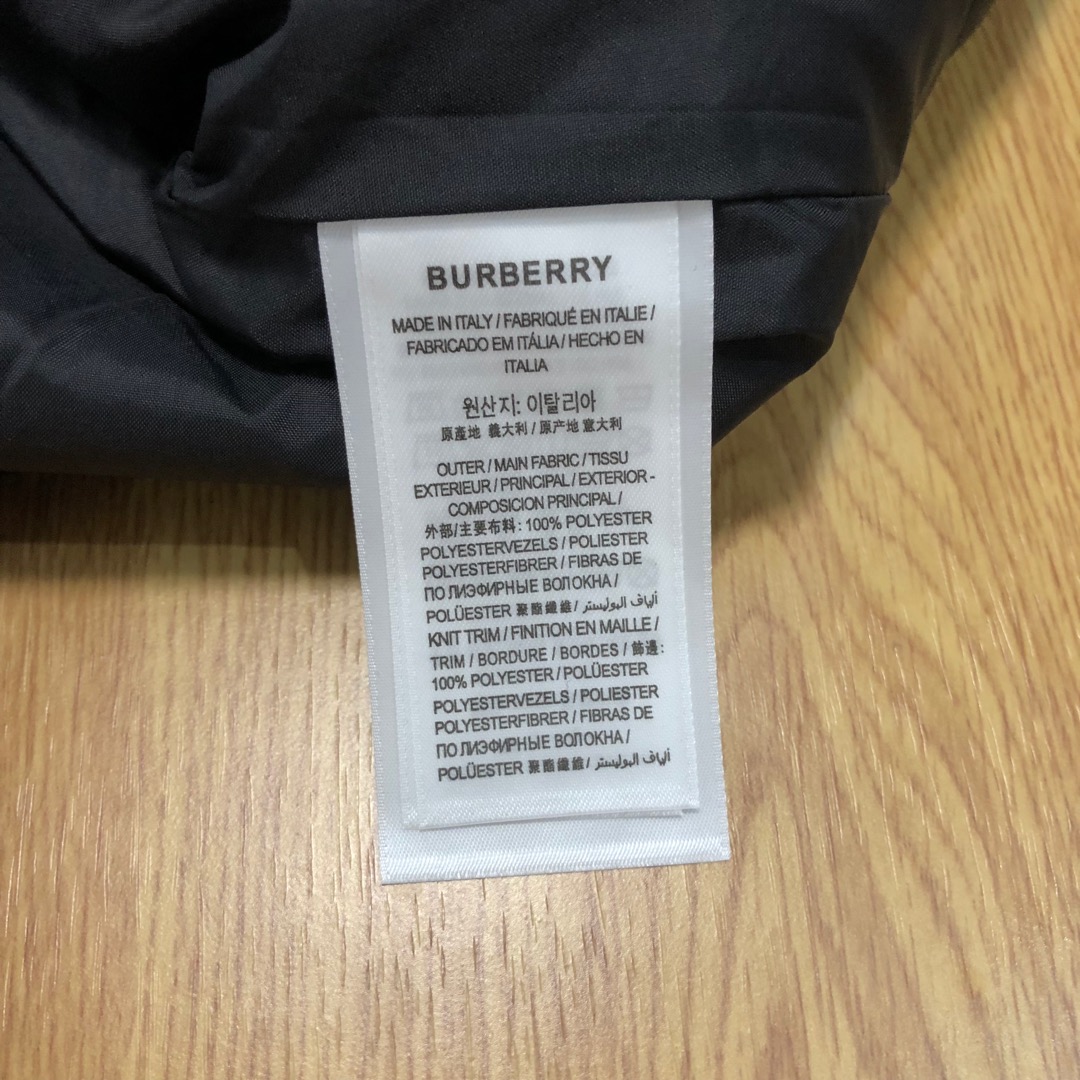 BURBERRY
MADE IN ITALY / FABRIQUÉ EN ITALIE /
FABRICADO EM ITÁLIA / HECHO EN
ITALIA
원산지: 이탈리아
原產地 義大利 / 原产地 意大利
OUTER / MAIN FABRIC / TISSU
EXTERIEUR / PRINCIPAL / EXTERIOR -
COMPOSICION PRINCIPAL /
外部/主要布料: 100% POLYESTER
POLYESTERVEZELS / POLIESTER
POLYESTERFIBRER / FIBRAS DE
ПО ЛИЭФИРНЫЕ ВОЛОКНА /
POLÜESTER 聚酯纖維 / ألياف البوليستر
KNIT TRIM / FINITION EN MAILLE /
TRIM / BORDURE / BORDES / 飾邊:
100% POLYESTER / POLÜESTER
POLYESTERVEZELS / POLIESTER
POLYESTERFIBRER / FIBRAS DE
ПО ЛИЭФИРНЫЕ ВОЛОКНА /
POLÜESTER 聚酯纖維 / ألياف البوليستر